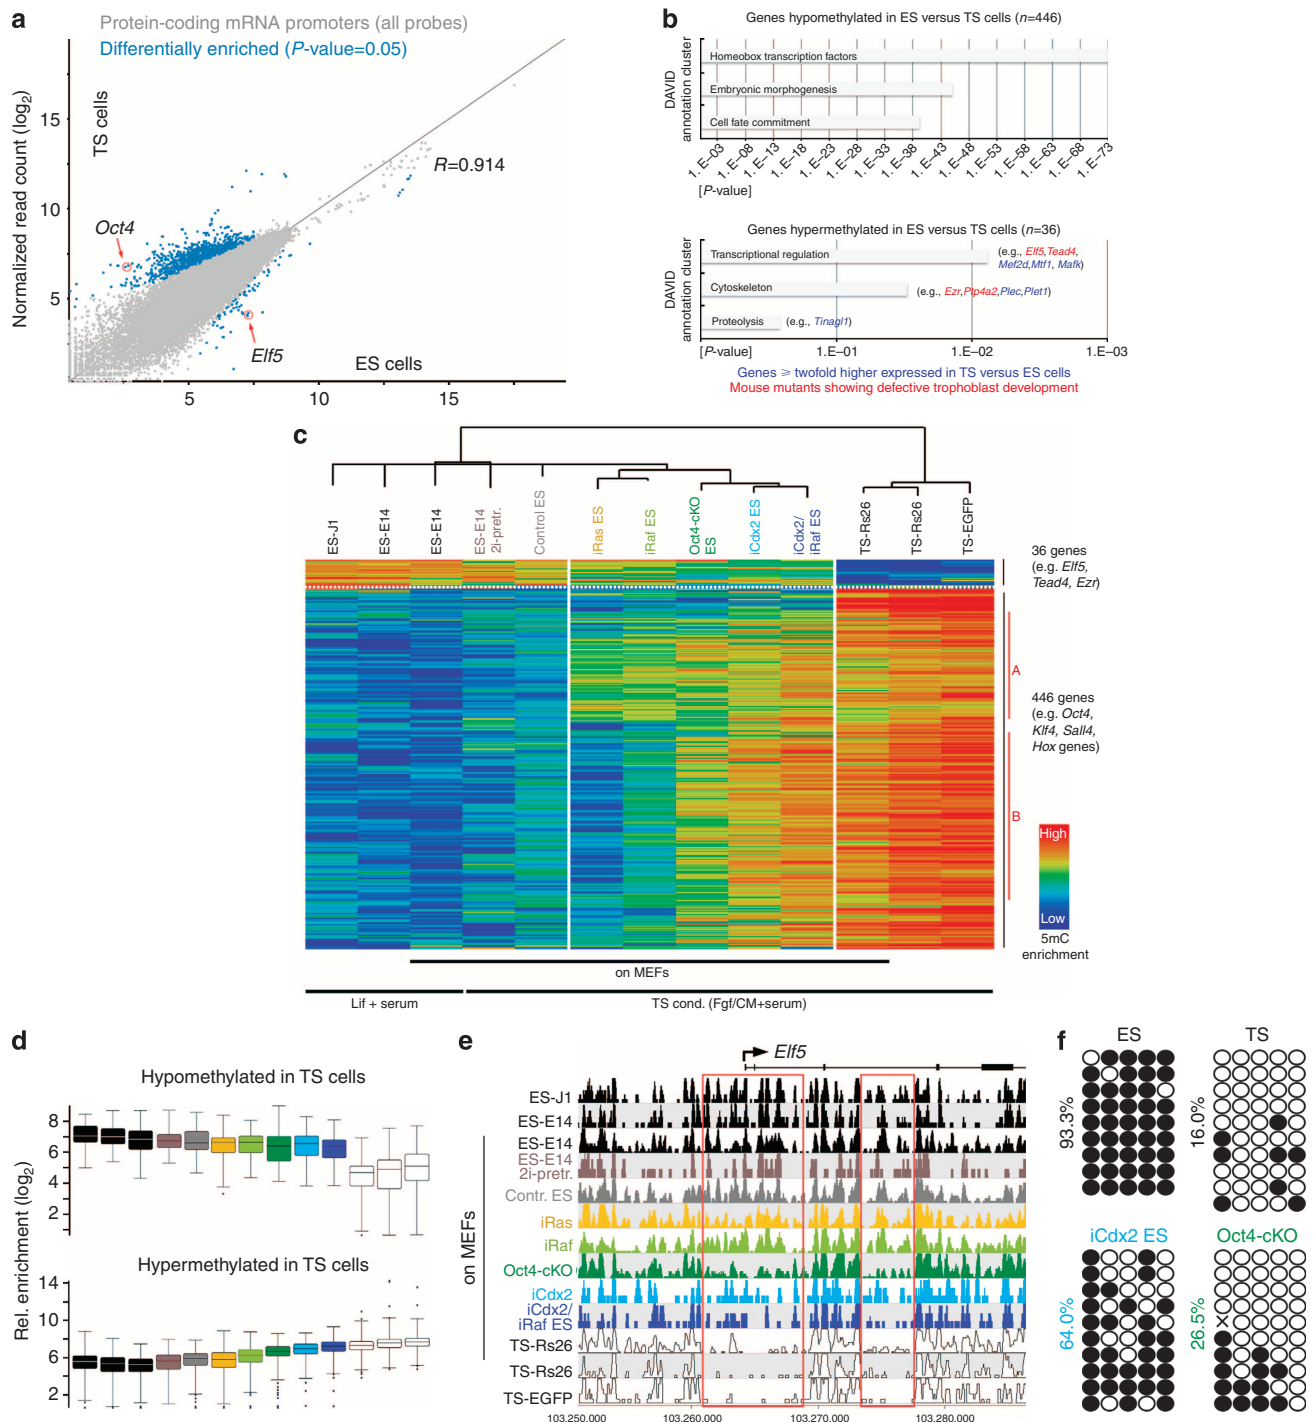 a
Protein-coding mRNA promoters (all probes)
Differentially enriched (P-value=0.05)
Normalized read count (log2)
TS cells
15
10
5
R=0.914
Oct4
Elf5
ES cells
5
10
15
b
Genes hypomethylated in ES versus TS cells (n=446)
DAVID
annotation cluster
Homeobox transcription factors
Embryonic morphogenesis
Cell fate commitment
1.E–03
1.E–08
1.E–13
1.E–18
1.E–23
1.E–28
1.E–33
1.E–38
1.E–43
1.E–48
1.E–53
1.E–58
1.E–63
1.E–68
1.E–73
[P-value]
Genes hypermethylated in ES versus TS cells (n=36)
DAVID
annotation cluster
Transcriptional regulation
(e.g., Elf5,Tead4,
Mef2d,Mtf1, Mafk)
Cytoskeleton
(e.g., Ezr,Ptp4a2,Plec,Plet1)
Proteolysis
(e.g., Tinagl1)
[P-value]
1.E–01
1.E–02
1.E–03
Genes ⩾ twofold higher expressed in TS versus ES cells
Mouse mutants showing defective trophoblast development
c
ES-J1
ES-E14
ES-E14
ES-E14
2i-pretr.
Control ES
iRas ES
iRaf ES
Oct4-cKO
ES
iCdx2 ES
iCdx2/
iRaf ES
TS-Rs26
TS-Rs26
TS-EGFP
36 genes
(e.g. Elf5,
Tead4, Ezr)
A
446 genes
(e.g. Oct4,
Klf4, Sall4,
Hox genes)
B
High
Low
5mC
enrichment
on MEFs
Lif + serum
TS cond. (Fgf/CM+serum)
d
Hypomethylated in TS cells
8
6
4
2
Rel. enrichment (log2)
Hypermethylated in TS cells
14
10
6
2
e
Elf5
on MEFs
ES-J1
ES-E14
ES-E14
ES-E14
2i-pretr.
Contr. ES
iRas
iRaf
Oct4-cKO
iCdx2
iCdx2/
iRaf ES
TS-Rs26
TS-Rs26
TS-EGFP
103,250,000
103,260,000
103,270,000
103,280,000
f
ES
TS
93.3%
16.0%
iCdx2 ES
Oct4-cKO
64.0%
26.5%
×